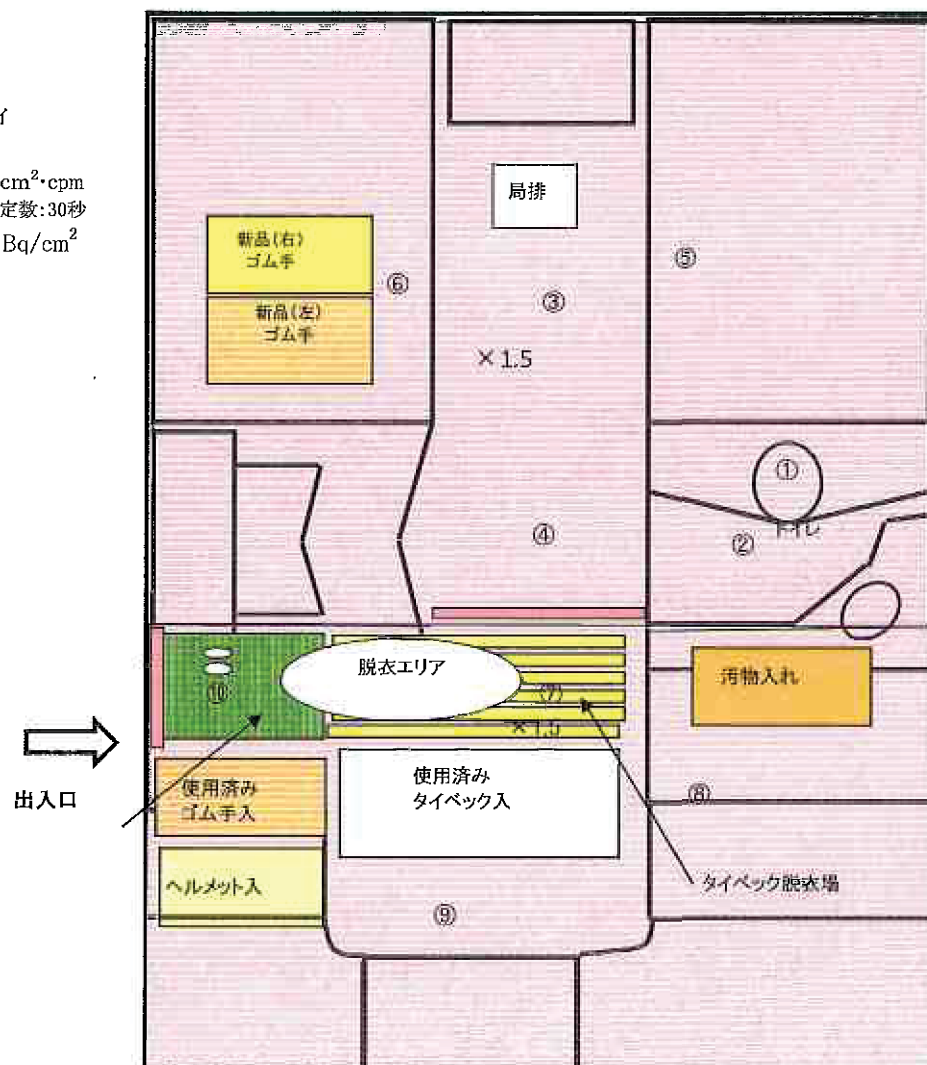 イ
cm²・cpm
定数:30秒
Bq/cm²
局排
新品(右)
ゴム手
新品(左)
ゴム手
⑥
⑤
③
×1.5
①
トイレ
④
②
脱衣エリア
⑦
×1.5
⑩
汚物入れ
出入口
使用済み
ゴム手入
使用済み
タイベック入
⑧
ヘルメット入
タイベック脱衣場
⑨